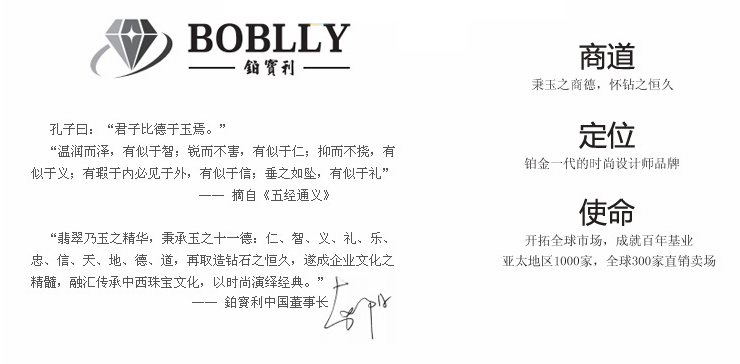 BOBLLY
鉑寳利
孔子曰：“君子比德于玉焉。”
“温润而泽，有似于智；锐而不害，有似于仁；抑而不挠，有
似于义；有瑕于内必见于外，有似于信；垂之如坠，有似于礼”
—— 摘自《五经通义》
“翡翠乃玉之精华，秉承玉之十一德：仁、智、义、礼、乐、
忠、信、天、地、德、道，再取造钻石之恒久，遂成企业文化之
精髓，融汇传承中西珠宝文化，以时尚演绎经典。”
—— 鉑寳利中国董事长
商道
秉玉之商德，怀钻之恒久
定位
铂金一代的时尚设计师品牌
使命
开拓全球市场，成就百年基业
亚太地区1000家，全球300家直销卖场